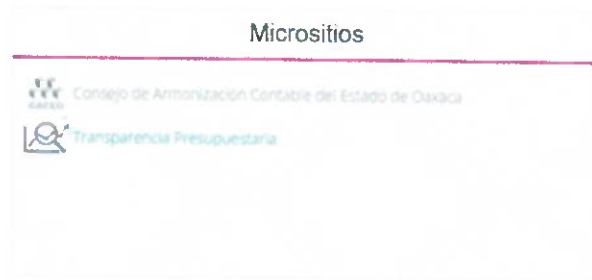 Micrositios
Consejo de Armonización Contable del Estado de Oaxaca
Transparencia Presupuestaria